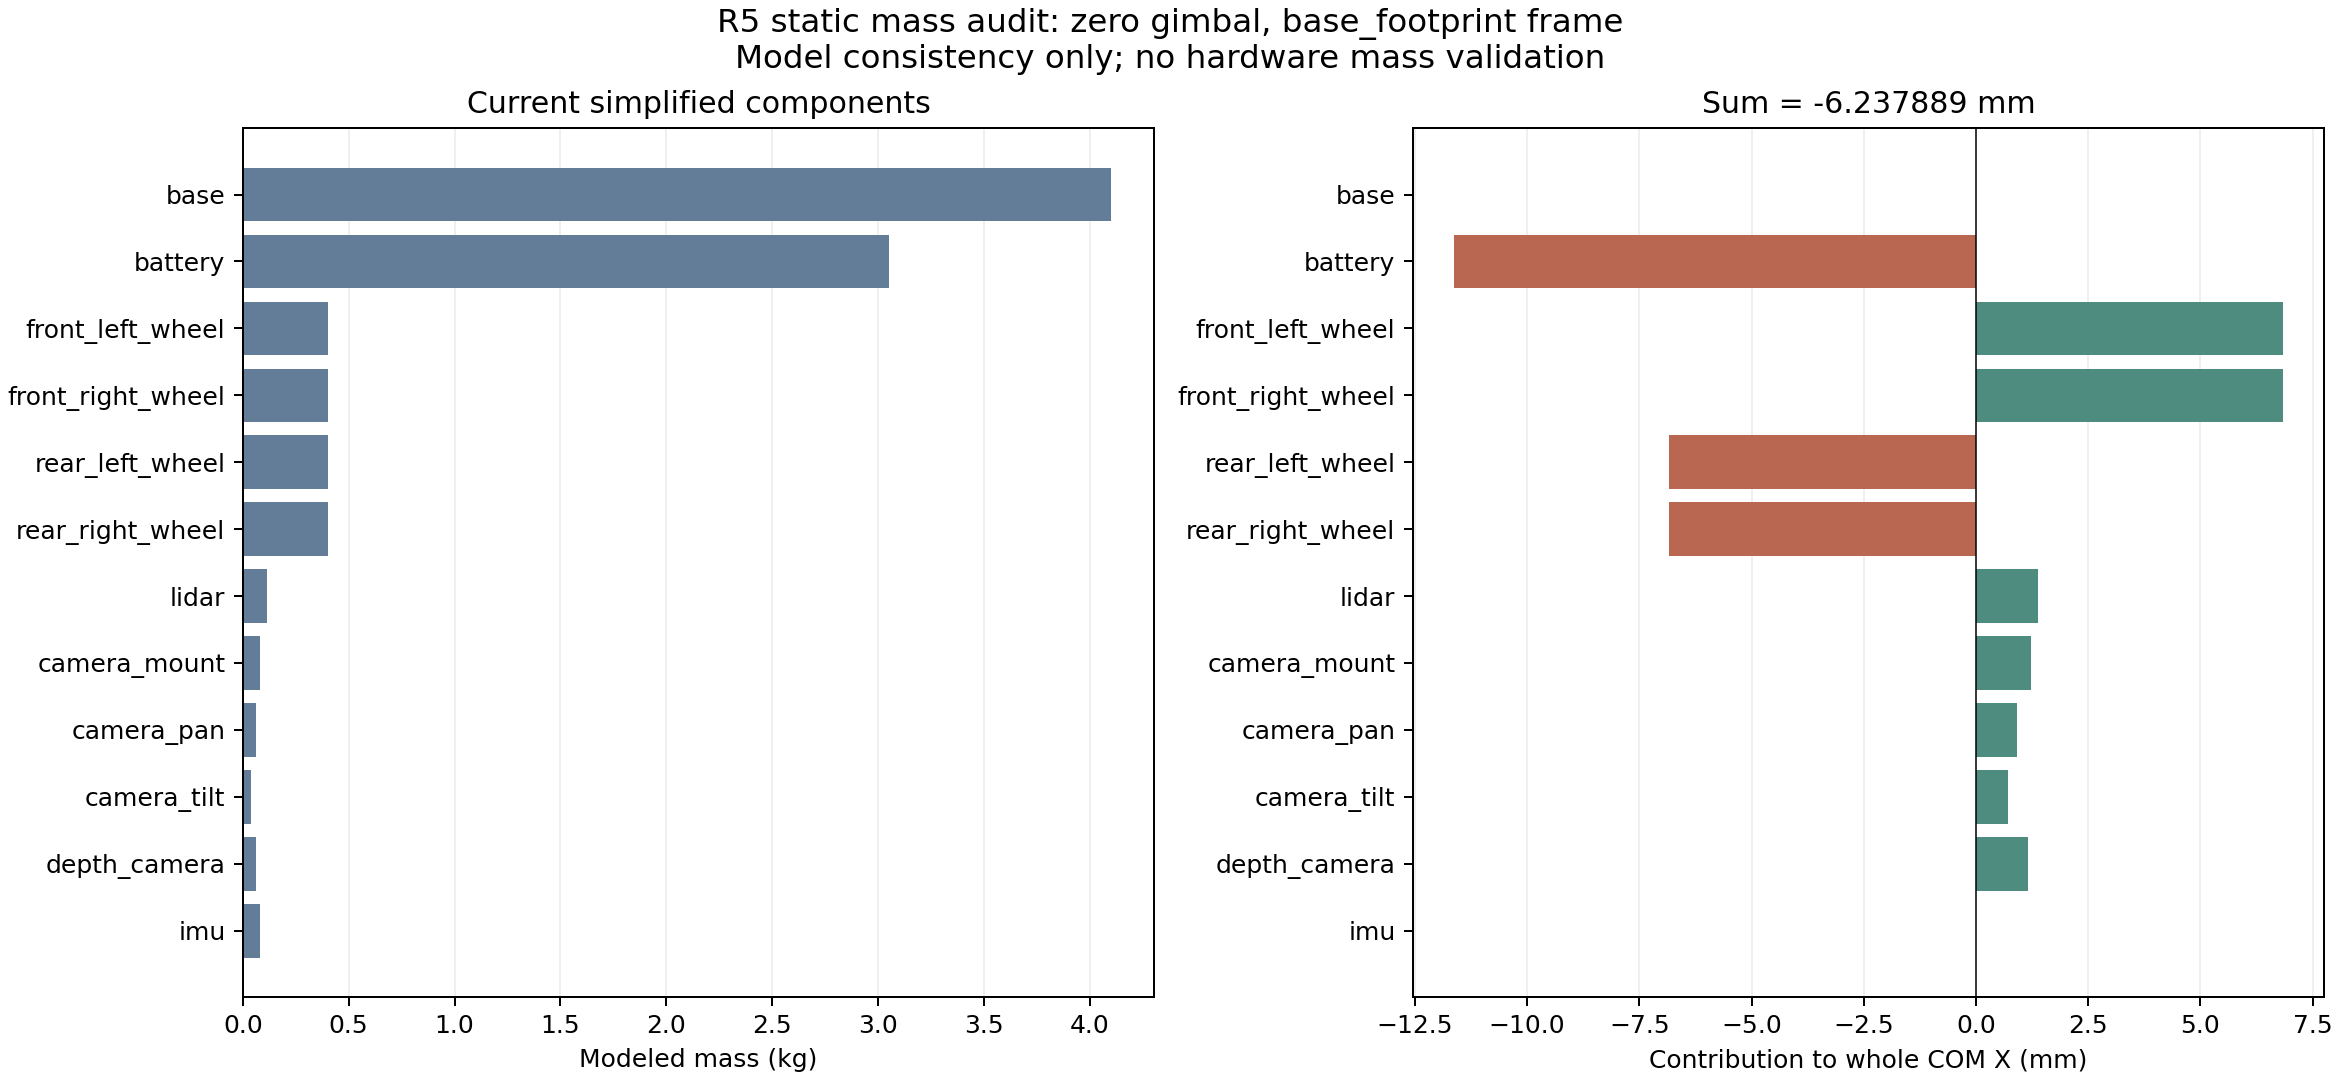 R5 static mass audit: zero gimbal, base_footprint frame
Model consistency only; no hardware mass validation
Current simplified components
base
battery
front_left_wheel
front_right_wheel
rear_left_wheel
rear_right_wheel
lidar
camera_mount
camera_pan
camera_tilt
depth_camera
imu
0.0 0.5 1.0 1.5 2.0 2.5 3.0 3.5 4.0
Modeled mass (kg)
Sum = -6.237889 mm
base
battery
front_left_wheel
front_right_wheel
rear_left_wheel
rear_right_wheel
lidar
camera_mount
camera_pan
camera_tilt
depth_camera
imu
−12.5 −10.0 −7.5 −5.0 −2.5 0.0 2.5 5.0 7.5
Contribution to whole COM X (mm)